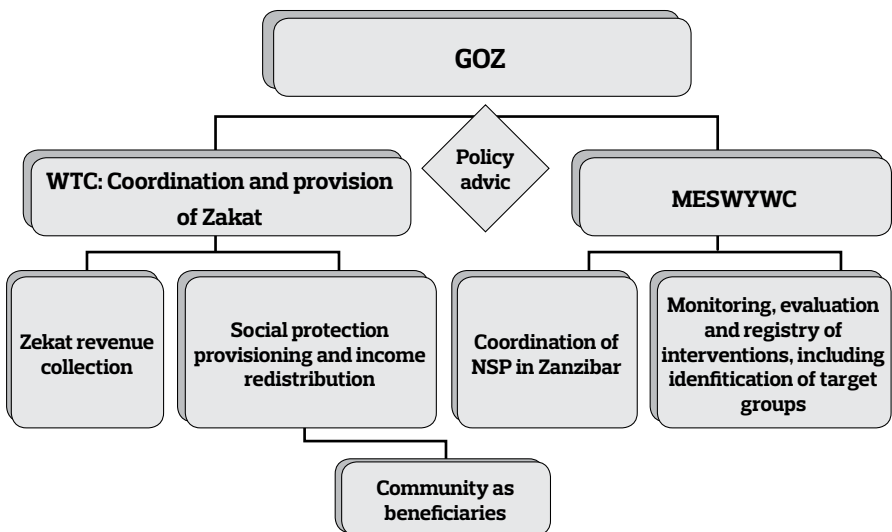 GOZ
Policy
advic
WTC: Coordination and provision
of Zakat
MESWYWC
Zekat revenue
collection
Social protection
provisioning and income
redistribution
Coordination of
NSP in Zanzibar
Monitoring, evaluation
and registry of
interventions, including
idenfitication of target
groups
Community as
beneficiaries